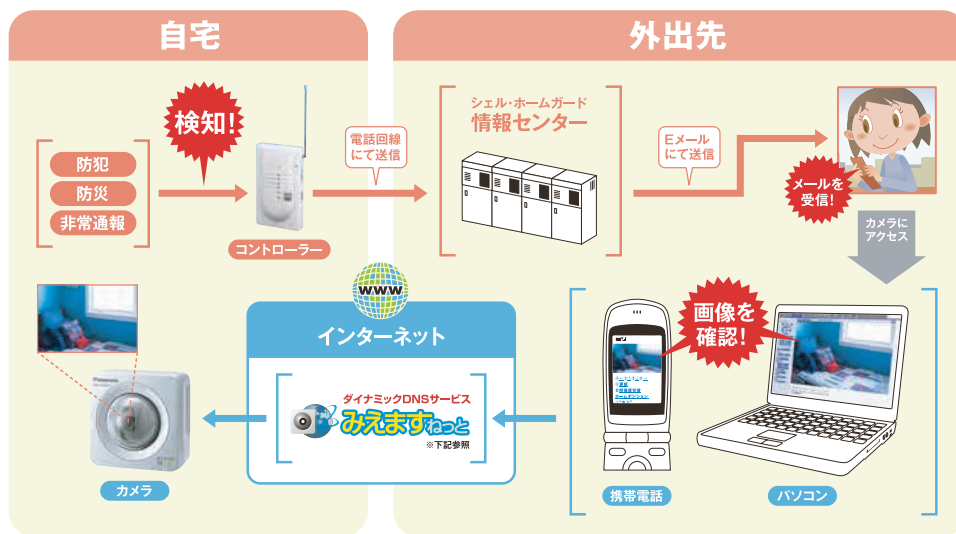 自宅
外出先
防犯
防災
非常通報
検知!
コントローラー
電話回線
にて送信
シェル・ホームガード
情報センター
Eメール
にて送信
メールを
受信!
カメラに
アクセス
画像を
確認!
携帯電話
パソコン
www
インターネット
ダイナミックDNSサービス
みえますねっと
※下記参照
カメラ
Panasonic